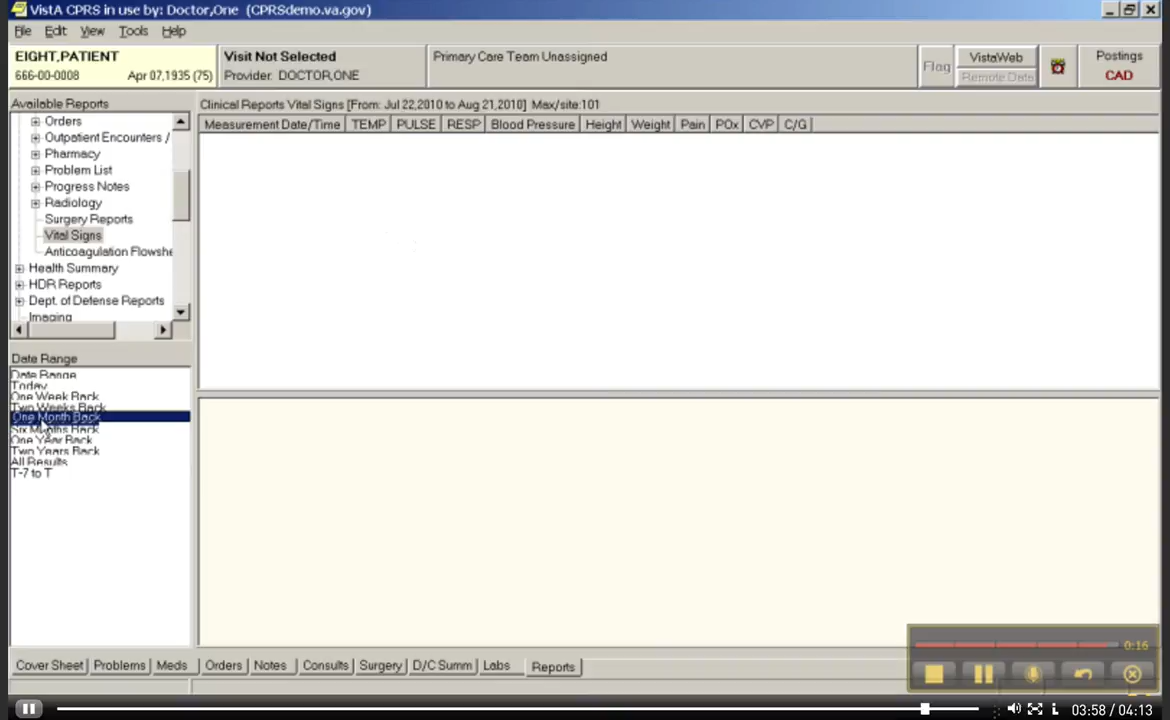 VistA CPRS in use by: Doctor,One (CPRSdemo.va.gov)
File Edit View Tools Help
EIGHT,PATIENT
666-00-0008 Apr 07,1935 (75)
Visit Not Selected
Provider: DOCTOR,ONE
Primary Care Team Unassigned
Flag
VistaWeb
Remote Data
Postings
CAD
Available Reports
Orders
Outpatient Encounters /
Pharmacy
Problem List
Progress Notes
Radiology
Surgery Reports
Vital Signs
Anticoagulation Flowshe
Health Summary
HDR Reports
Dept. of Defense Reports
Imaging
Clinical Reports Vital Signs [From: Jul 22,2010 to Aug 21,2010] Max/site:101
Measurement Date/Time TEMP PULSE RESP Blood Pressure Height Weight Pain POx CVP C/G
Date Range
Date Range
Today
One Week Back
Two Weeks Back
One Month Back
Six Months Back
One Year Back
Two Years Back
All Results
T-7 to T
0:16
Cover Sheet Problems Meds Orders Notes Consults Surgery D/C Summ Labs Reports
03:58 / 04:13